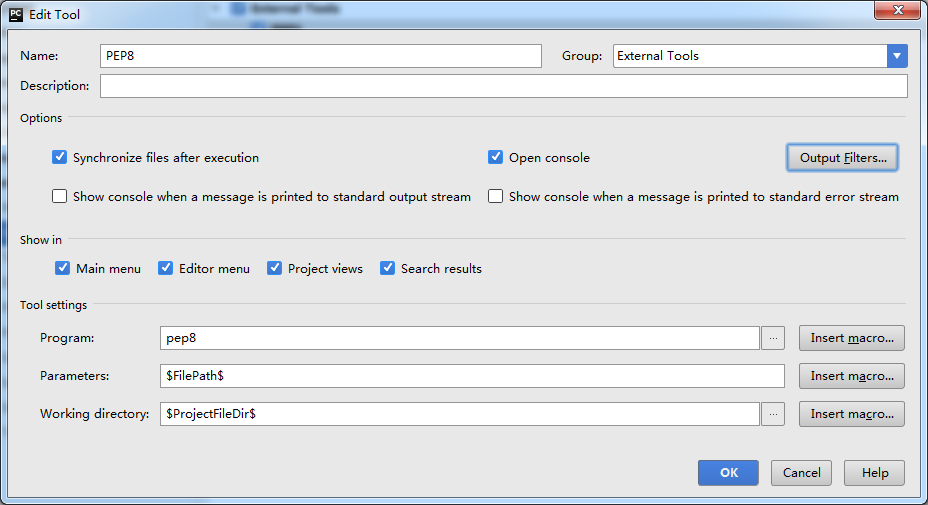 External Tools
PC Edit Tool
Name: PEP8 Group: External Tools
Description:
Options
Synchronize files after execution Open console Output Filters...
Show console when a message is printed to standard output stream Show console when a message is printed to standard error stream
Show in
Main menu Editor menu Project views Search results
Tool settings
Program: pep8 ... Insert macro...
Parameters: $FilePath$ Insert macro...
Working directory: $ProjectFileDir$ ... Insert macro...
OK Cancel Help